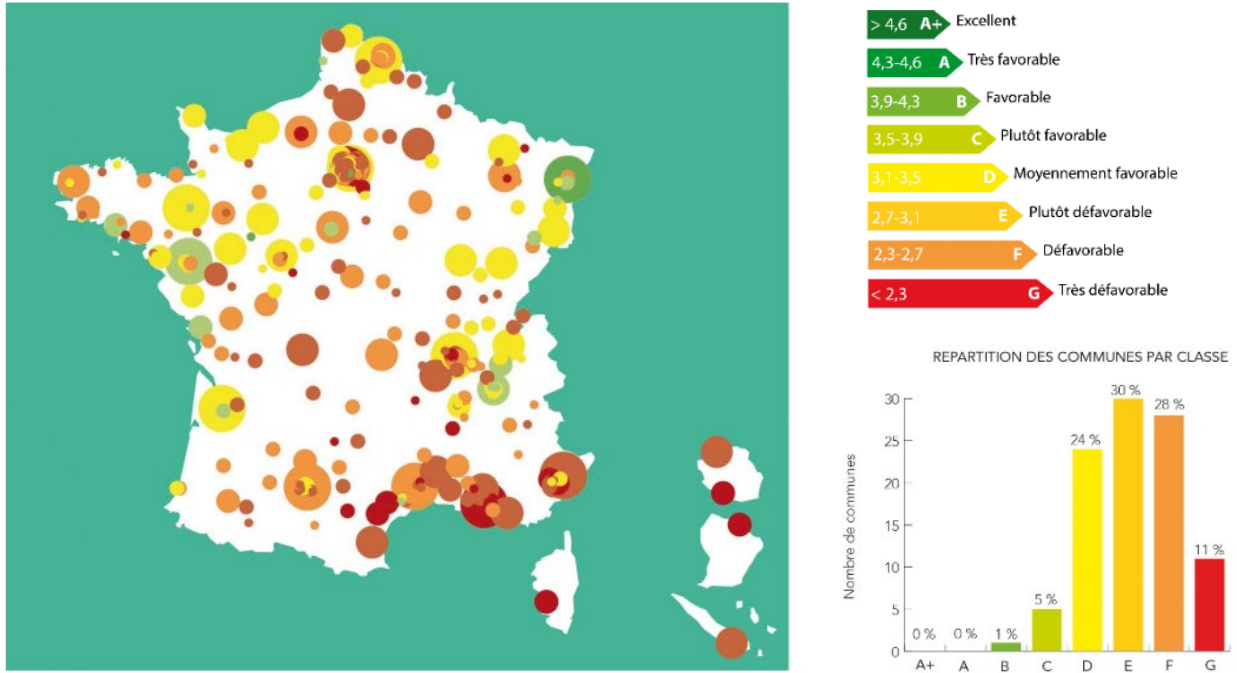 > 4,6 A+ Excellent
4,3-4,6 A Très favorable
3,9-4,3 B Favorable
3,5-3,9 C Plutôt favorable
3,1-3,5 D Moyennement favorable
2,7-3,1 E Plutôt défavorable
2,3-2,7 F Défavorable
< 2,3 G Très défavorable
REPARTITION DES COMMUNES PAR CLASSE
Nombre de communes
30
25
20
15
10
5
0
0 %
0 %
1 %
5 %
24 %
30 %
28 %
11 %
A+ A B C D E F G